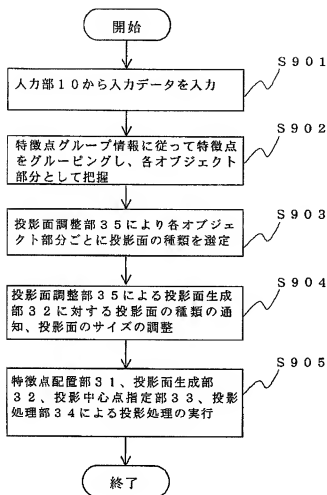 開始
S901
入力部10から入力データを入力
S902
特徴点グループ情報に従って特徴点
をグルーピングし、各オブジェクト
部分として把握
S903
投影面調整部35により各オブジェ
クト部分ごとに投影面の種類を選定
S904
投影面調整部35による投影面生成
部32に対する投影面の種類の通
知、投影面のサイズの調整
S905
特徴点配置部31、投影面生成部
32、投影中心点指定部33、投影
処理部34による投影処理の実行
終了